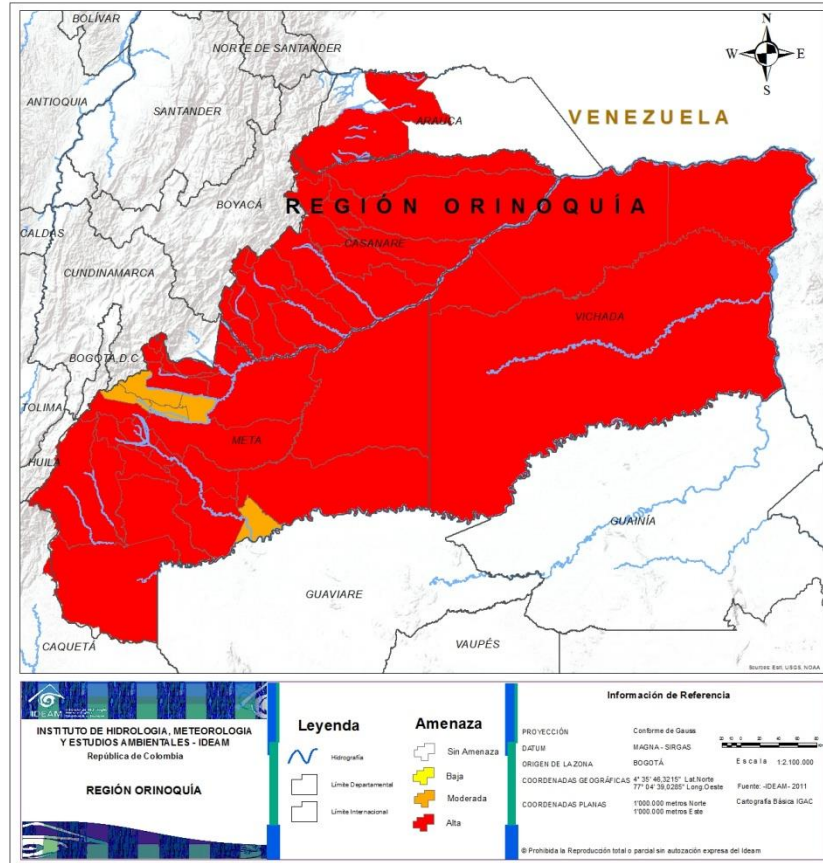 BOLÍVAR
NORTE DE SANTANDER
N
W E
S
ANTIOQUIA
SANTANDER
ARAUCA
VENEZUELA
BOYACÁ
REGIÓN ORINOQUÍA
CALDAS
CASANARE
CUNDINAMARCA
VICHADA
BOGOTÁ, D.C
TOLIMA
META
HUILA
GUAINÍA
GUAVIARE
CAQUETÁ
VAUPÉS
Sources: Esri, USGS, NOAA
IDEAM
INSTITUTO DE HIDROLOGIA, METEOROLOGIA
Y ESTUDIOS AMBIENTALES - IDEAM
República de Colombia
REGIÓN ORINOQUÍA
Leyenda
Hidrografía
Límite Departamental
Límite Internacional
Amenaza
Sin Amenaza
Baja
Moderada
Alta
Información de Referencia
PROYECCIÓN Conforme de Gauss
DATUM MAGNA - SIRGAS
ORIGEN DE LA ZONA BOGOTÁ Escala 1:2.100.000
COORDENADAS GEOGRÁFICAS 4° 35' 46,3215" Lat.Norte
77° 04' 39,0285" Long.Oeste Fuente: -IDEAM- 2011
COORDENADAS PLANAS 1'000.000 metros Norte Cartografía Básica IGAC
1'000.000 metros Este
® Prohibida la Reproducción total o parcial sin autozación expresa del Ideam